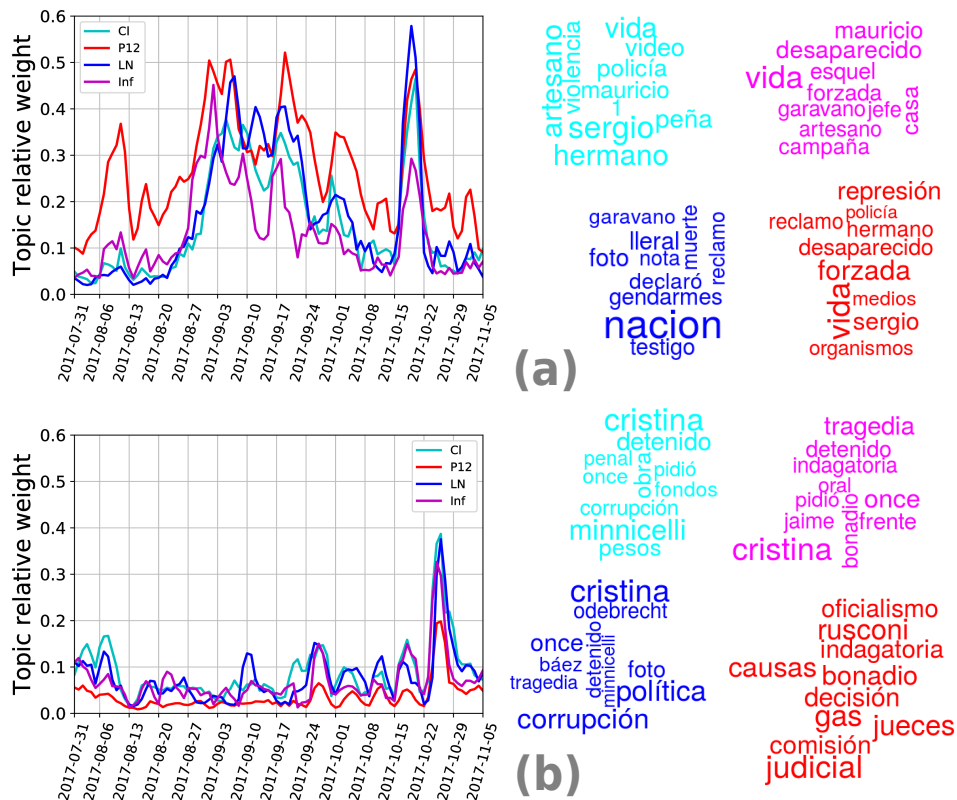 Topic relative weight
0.6
0.5
0.4
0.3
0.2
0.1
0.0
CI
P12
LN
Inf
2017-07-31
2017-08-06
2017-08-13
2017-08-20
2017-08-27
2017-09-03
2017-09-10
2017-09-17
2017-09-24
2017-10-01
2017-10-08
2017-10-15
2017-10-22
2017-10-29
2017-11-05
artesano
violencia
vida
video
policía
mauricio
1
sergio
peña
hermano
mauricio
desaparecido
vida
esquel
forzada
garavano
jefe
casa
artesano
campaña
garavano
lleral
muerte
reclamo
foto
nota
declaró
gendarmes
nacion
testigo
represión
policía
reclamo
hermano
desaparecido
forzada
vida
medios
sergio
organismos
(a)
Topic relative weight
0.6
0.5
0.4
0.3
0.2
0.1
0.0
CI
P12
LN
Inf
2017-07-31
2017-08-06
2017-08-13
2017-08-20
2017-08-27
2017-09-03
2017-09-10
2017-09-17
2017-09-24
2017-10-01
2017-10-08
2017-10-15
2017-10-22
2017-10-29
2017-11-05
cristina
detenido
penal
obra
pidió
once
fondos
corrupción
minnicelli
pesos
tragedia
detenido
indagatoria
oral
pidió
once
bonadio
jaime
frente
cristina
cristina
odebrecht
once
detenido
minnicelli
báez
foto
tragedia
política
corrupción
oficialismo
rusconi
indagatoria
causas
bonadio
decisión
gas
jueces
comisión
judicial
(b)